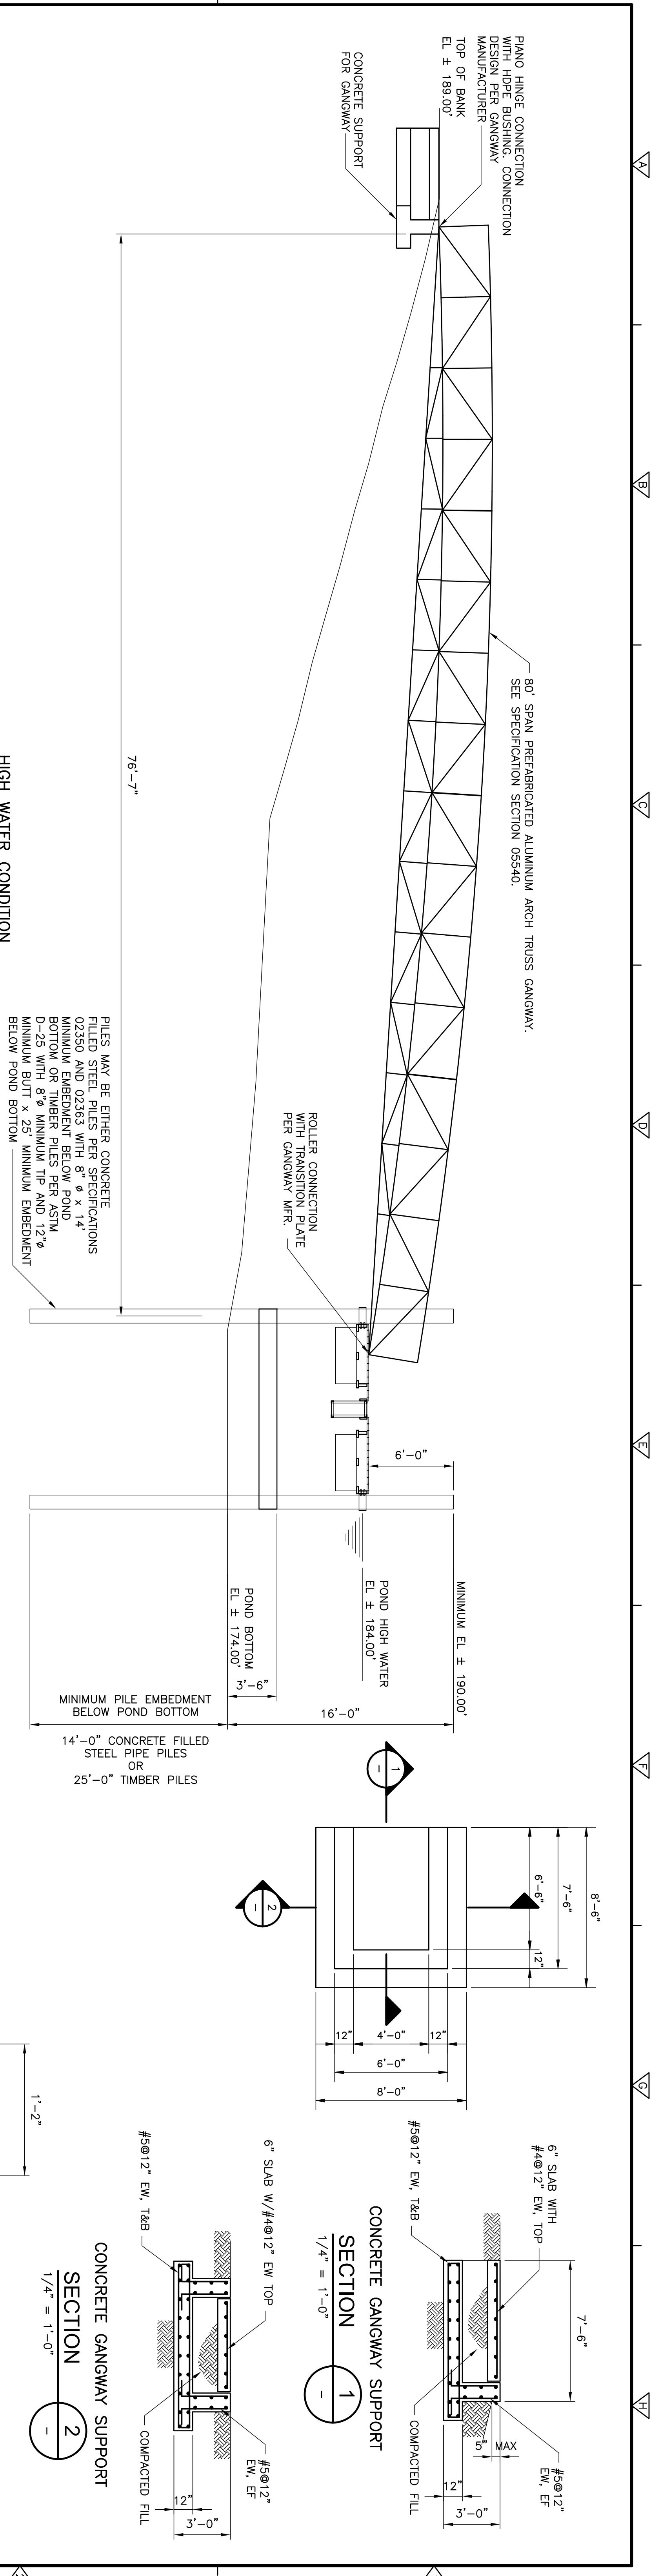 A
B
C
D
E
F
G
H
PIANO HINGE CONNECTION
WITH HDPE BUSHING. CONNECTION
DESIGN PER GANGWAY
MANUFACTURER
TOP OF BANK
EL ± 189.00'
CONCRETE SUPPORT
FOR GANGWAY
80' SPAN PREFABRICATED ALUMINUM ARCH TRUSS GANGWAY.
SEE SPECIFICATION SECTION 05540.
76'-7"
HIGH WATER CONDITION
ROLLER CONNECTION
WITH TRANSITION PLATE
PER GANGWAY MFR.
PILES MAY BE EITHER CONCRETE
FILLED STEEL PILES PER SPECIFICATIONS
02350 AND 02363 WITH 8" ø x 14'
MINIMUM EMBEDMENT BELOW POND
BOTTOM OR TIMBER PILES PER ASTM
D-25 WITH 8"ø MINIMUM TIP AND 12"ø
MINIMUM BUTT x 25' MINIMUM EMBEDMENT
BELOW POND BOTTOM
6'-0"
MINIMUM EL ± 190.00'
POND HIGH WATER
EL ± 184.00'
POND BOTTOM
EL ± 174.00'
3'-6"
16'-0"
MINIMUM PILE EMBEDMENT
BELOW POND BOTTOM
14'-0" CONCRETE FILLED
STEEL PIPE PILES
OR
25'-0" TIMBER PILES
1
-
2
-
8'-6"
7'-6"
6'-6"
12"
12"
4'-0"
12"
6'-0"
8'-0"
6" SLAB WITH
#4@12" EW, TOP
#5@12" EW, T&B
7'-6"
#5@12"
EW, EF
5" MAX
12"
3'-0"
COMPACTED FILL
CONCRETE GANGWAY SUPPORT
SECTION
1/4" = 1'-0"
1
-
6" SLAB W/#4@12" EW TOP
#5@12" EW, T&B
#5@12"
EW, EF
12"
3'-0"
COMPACTED FILL
CONCRETE GANGWAY SUPPORT
SECTION
1/4" = 1'-0"
2
-
1'-2"